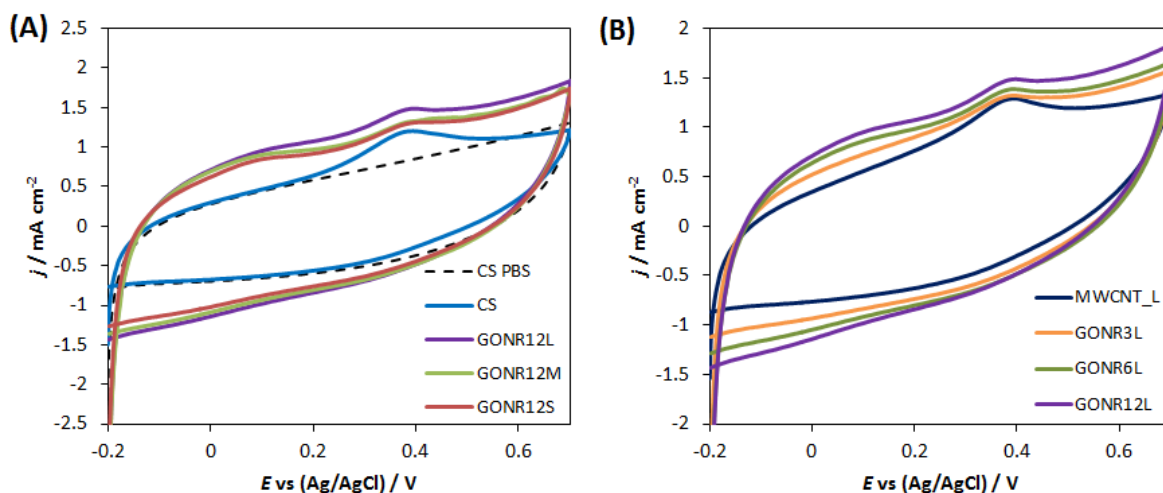 (A)
j / mA cm⁻²
2.5
2
1.5
1
0.5
0
-0.5
-1
-1.5
-2
-2.5
-0.2
0
0.2
0.4
0.6
E vs (Ag/AgCl) / V
CS PBS
CS
GONR12L
GONR12M
GONR12S
(B)
j / mA cm⁻²
2
1.5
1
0.5
0
-0.5
-1
-1.5
-2
-0.2
0
0.2
0.4
0.6
E vs (Ag/AgCl) / V
MWCNT_L
GONR3L
GONR6L
GONR12L